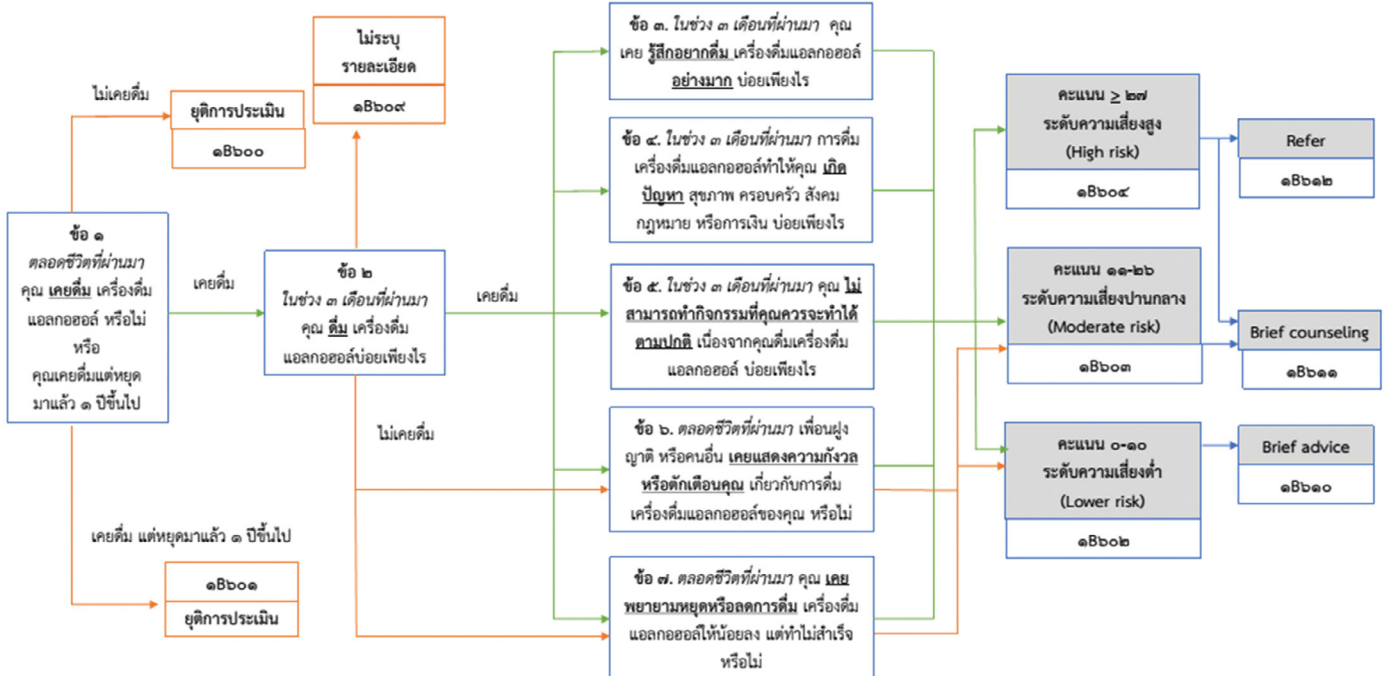 ไม่เคยดื่ม
ยุติการประเมิน
๑B๖๐๐
ไม่ระบุ
รายละเอียด
๑B๖๐๙
ข้อ ๑
ตลอดชีวิตที่ผ่านมา
คุณ เคยดื่ม เครื่องดื่ม
แอลกอฮอล์ หรือไม่
หรือ
คุณเคยดื่มแต่หยุด
มาแล้ว ๑ ปีขึ้นไป
เคยดื่ม
ข้อ ๒
ในช่วง ๓ เดือนที่ผ่านมา
คุณ ดื่ม เครื่องดื่ม
แอลกอฮอล์บ่อยเพียงไร
เคยดื่ม
ไม่เคยดื่ม
เคยดื่ม แต่หยุดมาแล้ว ๑ ปีขึ้นไป
๑B๖๐๑
ยุติการประเมิน
ข้อ ๓. ในช่วง ๓ เดือนที่ผ่านมา คุณ
เคย รู้สึกอยากดื่ม เครื่องดื่มแอลกอฮอล์
อย่างมาก บ่อยเพียงไร
ข้อ ๔. ในช่วง ๓ เดือนที่ผ่านมา การดื่ม
เครื่องดื่มแอลกอฮอล์ทำให้คุณ เกิด
ปัญหา สุขภาพ ครอบครัว สังคม
กฎหมาย หรือการเงิน บ่อยเพียงไร
ข้อ ๕. ในช่วง ๓ เดือนที่ผ่านมา คุณ ไม่
สามารถทำกิจกรรมที่คุณควรจะทำได้
ตามปกติ เนื่องจากคุณดื่มเครื่องดื่ม
แอลกอฮอล์ บ่อยเพียงไร
ข้อ ๖. ตลอดชีวิตที่ผ่านมา เพื่อนฝูง
ญาติ หรือคนอื่น เคยแสดงความกังวล
หรือตักเตือนคุณ เกี่ยวกับการดื่ม
เครื่องดื่มแอลกอฮอล์ของคุณ หรือไม่
ข้อ ๗. ตลอดชีวิตที่ผ่านมา คุณ เคย
พยายามหยุดหรือลดการดื่ม เครื่องดื่ม
แอลกอฮอล์ให้น้อยลง แต่ทำไม่สำเร็จ
หรือไม่
คะแนน ≥ ๒๗
ระดับความเสี่ยงสูง
(High risk)
๑B๖๐๔
คะแนน ๑๑-๒๖
ระดับความเสี่ยงปานกลาง
(Moderate risk)
๑B๖๐๓
คะแนน ๐-๑๐
ระดับความเสี่ยงต่ำ
(Lower risk)
๑B๖๐๒
Refer
๑B๖๑๒
Brief counseling
๑B๖๑๑
Brief advice
๑B๖๑๐